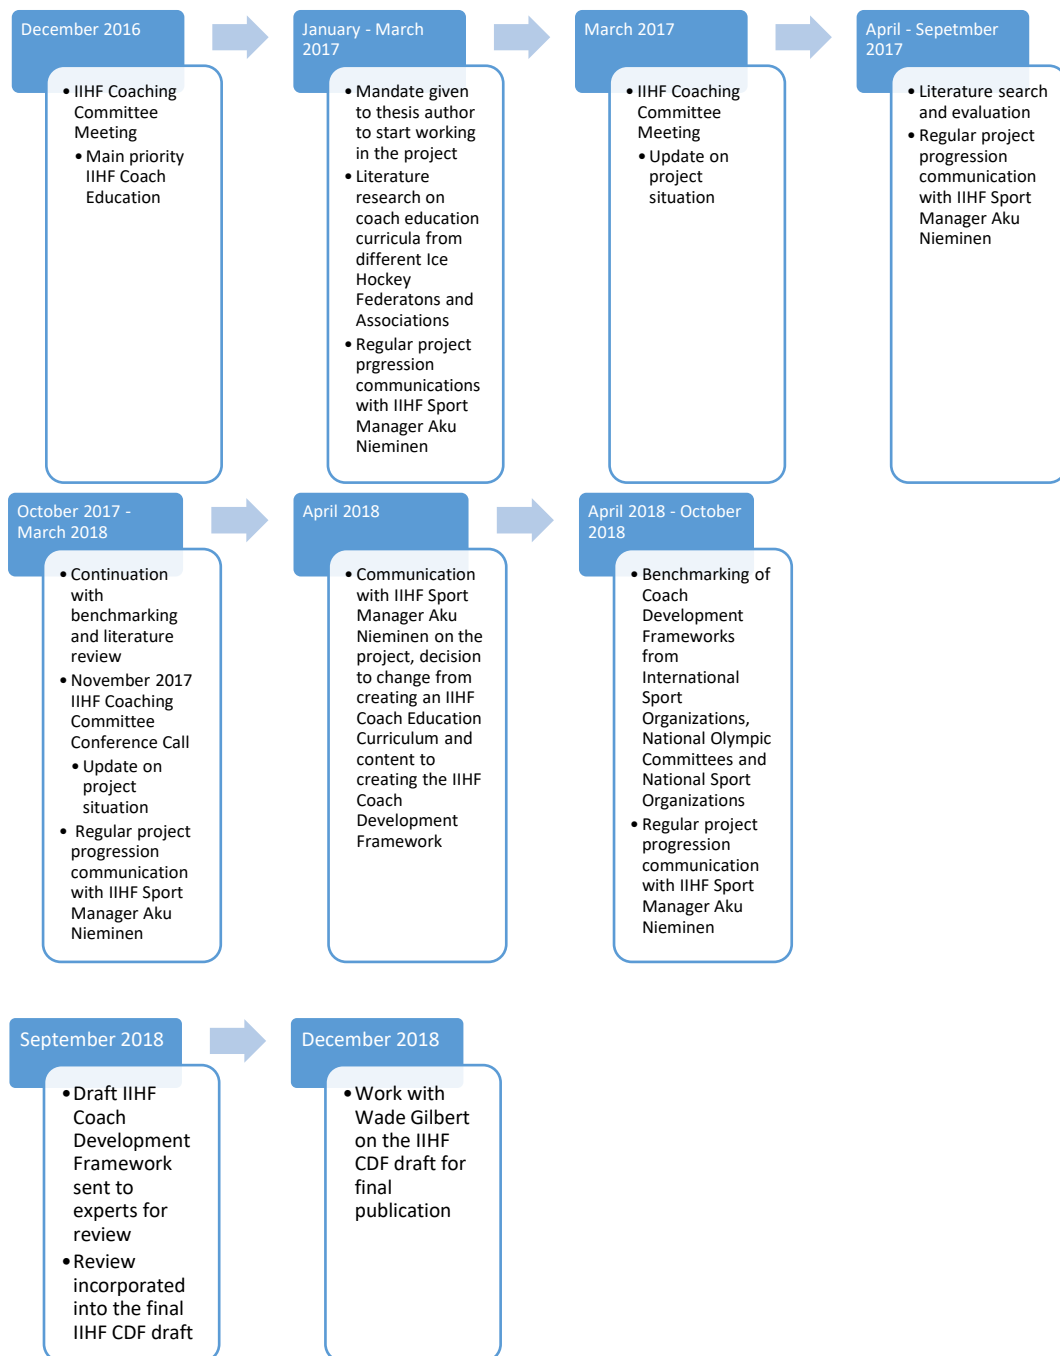 December 2016
• IIHF Coaching
Committee
Meeting
• Main priority
IIHF Coach
Education
January - March
2017
• Mandate given
to thesis author
to start working
in the project
• Literature
research on
coach education
curricula from
different Ice
Hockey
Federatons and
Associations
• Regular project
prgression
communications
with IIHF Sport
Manager Aku
Nieminen
March 2017
• IIHF Coaching
Committee
Meeting
• Update on
project
situation
April - Sepetmber
2017
• Literature search
and evaluation
• Regular project
progression
communication
with IIHF Sport
Manager Aku
Nieminen
October 2017 -
March 2018
• Continuation
with
benchmarking
and literature
review
• November 2017
IIHF Coaching
Committee
Conference Call
• Update on
project
situation
• Regular project
progression
communication
with IIHF Sport
Manager Aku
Nieminen
April 2018
• Communication
with IIHF Sport
Manager Aku
Nieminen on the
project, decision
to change from
creating an IIHF
Coach Education
Curriculum and
content to
creating the IIHF
Coach
Development
Framework
April 2018 - October
2018
• Benchmarking of
Coach
Development
Frameworks
from
International
Sport
Organizations,
National Olympic
Committees and
National Sport
Organizations
• Regular project
progression
communication
with IIHF Sport
Manager Aku
Nieminen
September 2018
• Draft IIHF
Coach
Development
Framework
sent to
experts for
review
• Review
incorporated
into the final
IIHF CDF draft
December 2018
• Work with
Wade Gilbert
on the IIHF
CDF draft for
final
publication